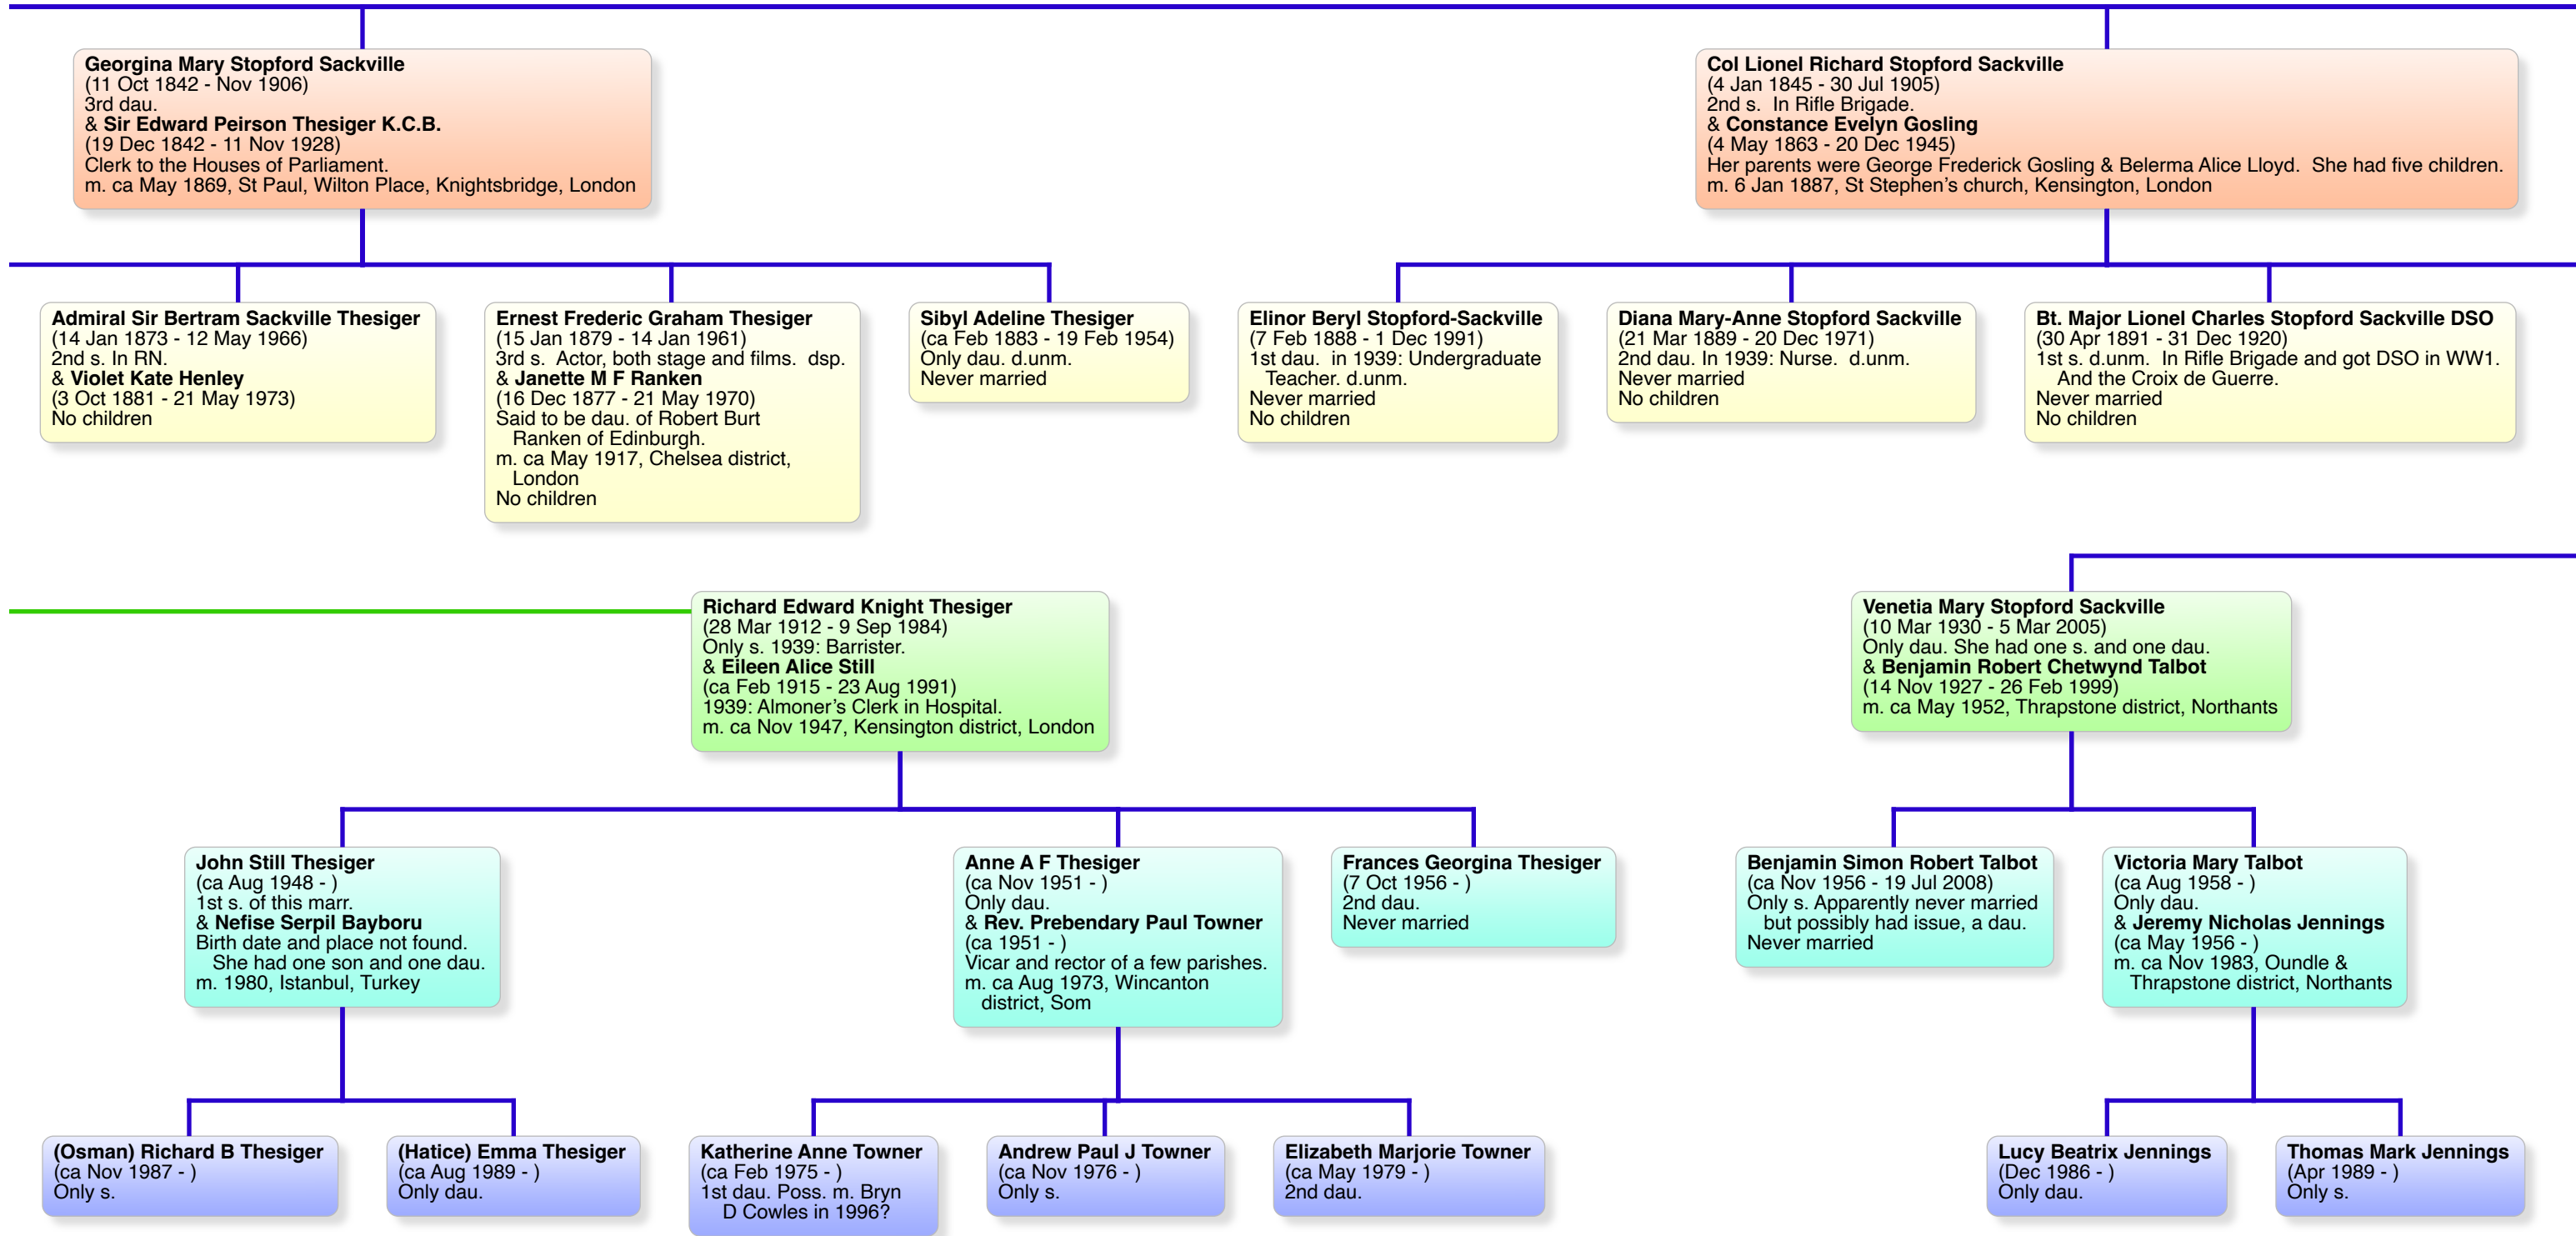 Georgina Mary Stopford Sackville
(11 Oct 1842 - Nov 1906)
3rd dau.
& Sir Edward Peirson Thesiger K.C.B.
(19 Dec 1842 - 11 Nov 1928)
Clerk to the Houses of Parliament.
m. ca May 1869, St Paul, Wilton Place, Knightsbridge, London
Col Lionel Richard Stopford Sackville
(4 Jan 1845 - 30 Jul 1905)
2nd s.  In Rifle Brigade.
& Constance Evelyn Gosling
(4 May 1863 - 20 Dec 1945)
Her parents were George Frederick Gosling & Belerma Alice Lloyd.  She had five children.
m. 6 Jan 1887, St Stephen's church, Kensington, London
Admiral Sir Bertram Sackville Thesiger
(14 Jan 1873 - 12 May 1966)
2nd s. In RN.
& Violet Kate Henley
(3 Oct 1881 - 21 May 1973)
No children
Ernest Frederic Graham Thesiger
(15 Jan 1879 - 14 Jan 1961)
3rd s.  Actor, both stage and films.  dsp.
& Janette M F Ranken
(16 Dec 1877 - 21 May 1970)
Said to be dau. of Robert Burt
Ranken of Edinburgh.
m. ca May 1917, Chelsea district,
London
No children
Sibyl Adeline Thesiger
(ca Feb 1883 - 19 Feb 1954)
Only dau. d.unm.
Never married
Elinor Beryl Stopford-Sackville
(7 Feb 1888 - 1 Dec 1991)
1st dau.  in 1939: Undergraduate
Teacher. d.unm.
Never married
No children
Diana Mary-Anne Stopford Sackville
(21 Mar 1889 - 20 Dec 1971)
2nd dau. In 1939: Nurse.  d.unm.
Never married
No children
Bt. Major Lionel Charles Stopford Sackville DSO
(30 Apr 1891 - 31 Dec 1920)
1st s. d.unm.  In Rifle Brigade and got DSO in WW1.
And the Croix de Guerre.
Never married
No children
Richard Edward Knight Thesiger
(28 Mar 1912 - 9 Sep 1984)
Only s. 1939: Barrister.
& Eileen Alice Still
(ca Feb 1915 - 23 Aug 1991)
1939: Almoner's Clerk in Hospital.
m. ca Nov 1947, Kensington district, London
Venetia Mary Stopford Sackville
(10 Mar 1930 - 5 Mar 2005)
Only dau. She had one s. and one dau.
& Benjamin Robert Chetwynd Talbot
(14 Nov 1927 - 26 Feb 1999)
m. ca May 1952, Thrapstone district, Northants
John Still Thesiger
(ca Aug 1948 - )
1st s. of this marr.
& Nefise Serpil Bayboru
Birth date and place not found.
She had one son and one dau.
m. 1980, Istanbul, Turkey
Anne A F Thesiger
(ca Nov 1951 - )
Only dau.
& Rev. Prebendary Paul Towner
(ca 1951 - )
Vicar and rector of a few parishes.
m. ca Aug 1973, Wincanton
district, Som
Frances Georgina Thesiger
(7 Oct 1956 - )
2nd dau.
Never married
Benjamin Simon Robert Talbot
(ca Nov 1956 - 19 Jul 2008)
Only s. Apparently never married
but possibly had issue, a dau.
Never married
Victoria Mary Talbot
(ca Aug 1958 - )
Only dau.
& Jeremy Nicholas Jennings
(ca May 1956 - )
m. ca Nov 1983, Oundle &
Thrapstone district, Northants
(Osman) Richard B Thesiger
(ca Nov 1987 - )
Only s.
(Hatice) Emma Thesiger
(ca Aug 1989 - )
Only dau.
Katherine Anne Towner
(ca Feb 1975 - )
1st dau. Poss. m. Bryn
D Cowles in 1996?
Andrew Paul J Towner
(ca Nov 1976 - )
Only s.
Elizabeth Marjorie Towner
(ca May 1979 - )
2nd dau.
Lucy Beatrix Jennings
(Dec 1986 - )
Only dau.
Thomas Mark Jennings
(Apr 1989 - )
Only s.